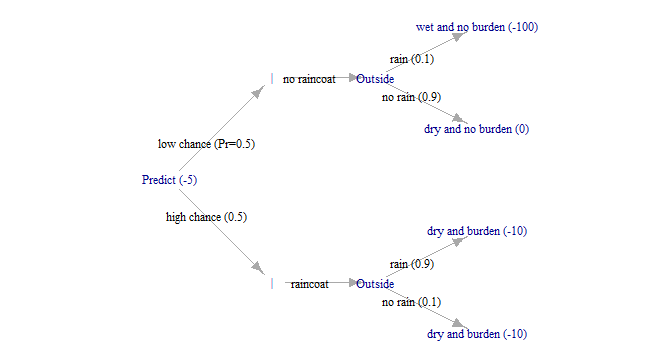 wet and no burden (-100)
rain (0.1)
| no raincoat Outside
no rain (0.9)
dry and no burden (0)
low chance (Pr=0.5)
Predict (-5)
high chance (0.5)
dry and burden (-10)
rain (0.9)
| raincoat Outside
no rain (0.1)
dry and burden (-10)